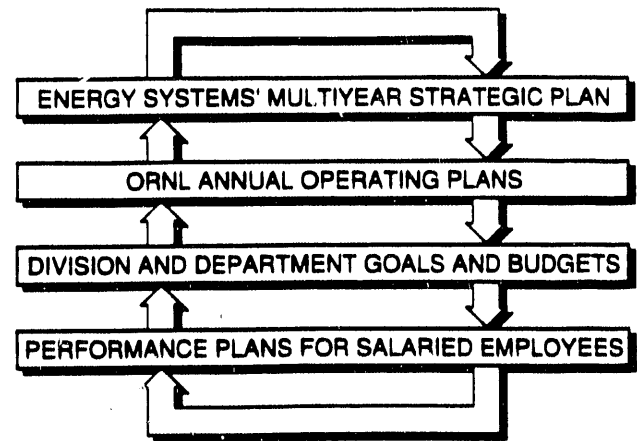 ENERGY SYSTEMS' MULTIYEAR STRATEGIC PLAN
ORNL ANNUAL OPERATING PLANS
DIVISION AND DEPARTMENT GOALS AND BUDGETS
PERFORMANCE PLANS FOR SALARIED EMPLOYEES